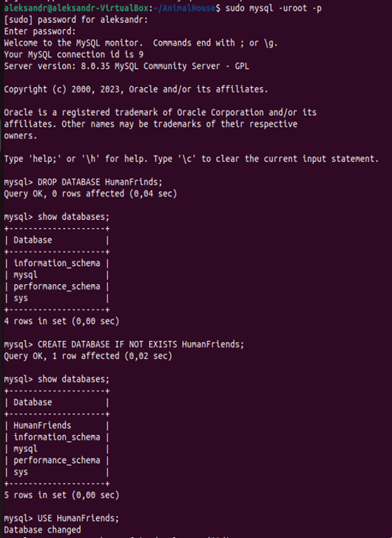 aleksandr@aleksandr-VirtualBox:~/AnimalHouse$ sudo mysql -uroot -p
[sudo] password for aleksandr:
Enter password:
Welcome to the MySQL monitor.  Commands end with ; or \g.
Your MySQL connection id is 9
Server version: 8.0.35 MySQL Community Server - GPL

Copyright (c) 2000, 2023, Oracle and/or its affiliates.

Oracle is a registered trademark of Oracle Corporation and/or its
affiliates. Other names may be trademarks of their respective
owners.

Type 'help;' or '\h' for help. Type '\c' to clear the current input statement.

mysql> DROP DATABASE HumanFrinds;
Query OK, 0 rows affected (0,04 sec)

mysql> show databases;
+--------------------+
| Database           |
+--------------------+
| information_schema |
| mysql              |
| performance_schema |
| sys                |
+--------------------+
4 rows in set (0,00 sec)

mysql> CREATE DATABASE IF NOT EXISTS HumanFriends;
Query OK, 1 row affected (0,02 sec)

mysql> show databases;
+--------------------+
| Database           |
+--------------------+
| HumanFriends       |
| information_schema |
| mysql              |
| performance_schema |
| sys                |
+--------------------+
5 rows in set (0,00 sec)

mysql> USE HumanFriends;
Database changed